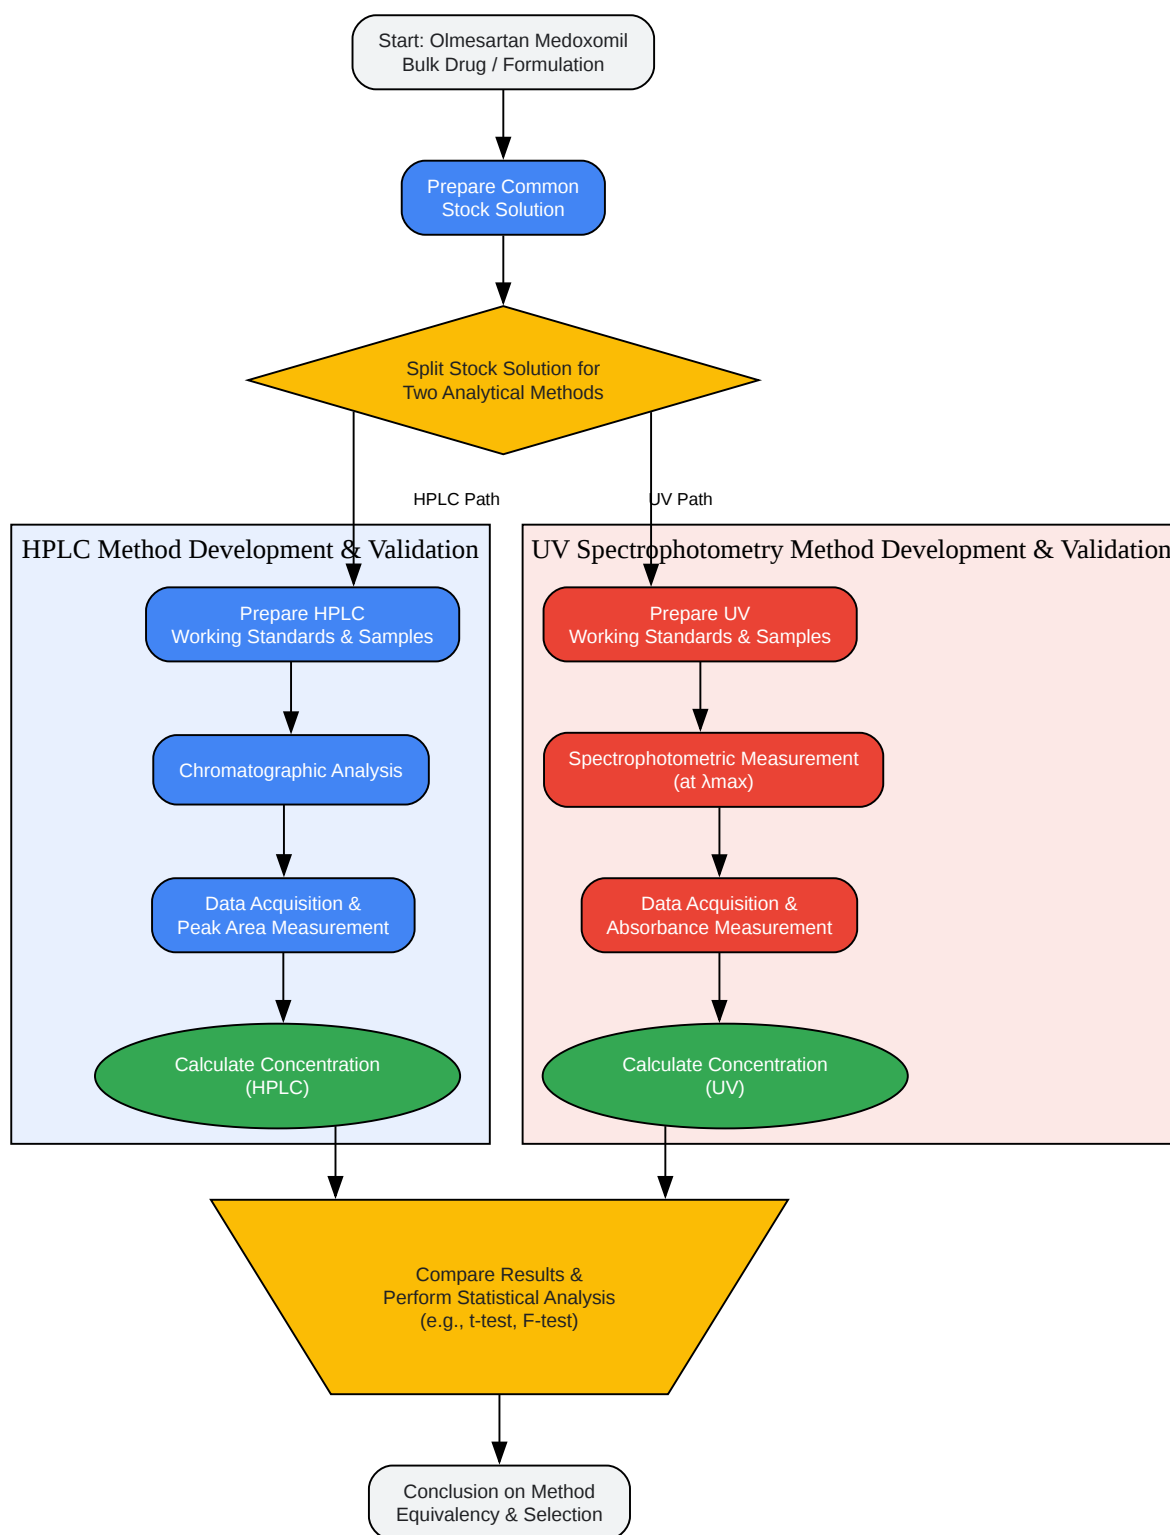 Start: Olmesartan Medoxomil
Bulk Drug / Formulation
Prepare Common
Stock Solution
Split Stock Solution for
Two Analytical Methods
HPLC Path
UV Path
HPLC Method Development & Validation
Prepare HPLC
Working Standards & Samples
Chromatographic Analysis
Data Acquisition &
Peak Area Measurement
Calculate Concentration
(HPLC)
UV Spectrophotometry Method Development & Validation
Prepare UV
Working Standards & Samples
Spectrophotometric Measurement
(at λmax)
Data Acquisition &
Absorbance Measurement
Calculate Concentration
(UV)
Compare Results &
Perform Statistical Analysis
(e.g., t-test, F-test)
Conclusion on Method
Equivalency & Selection